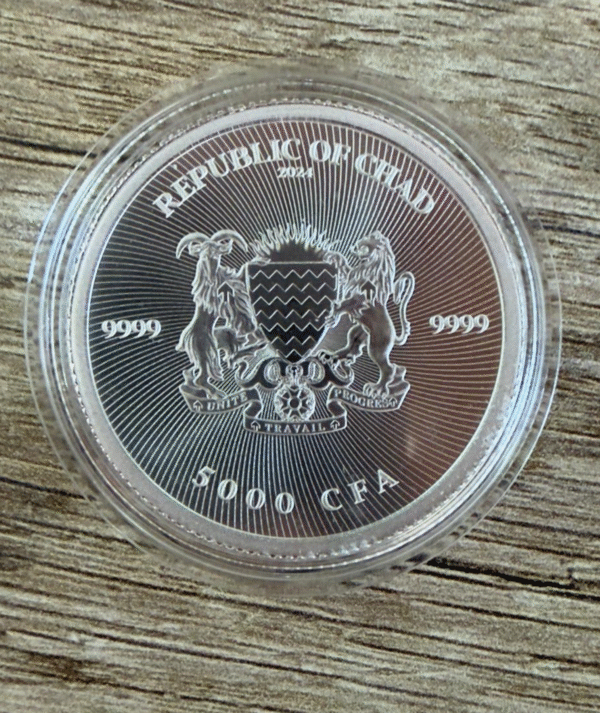 REPUBLIC OF CHAD
2024
9999 9999
UNITE TRAVAIL PROGRES
5000 CFA